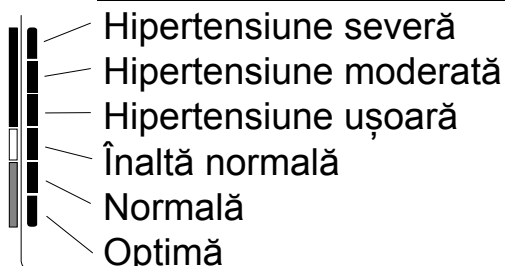 Hipertensiune severă
Hipertensiune moderată
Hipertensiune ușoară
Înaltă normală
Normală
Optimă